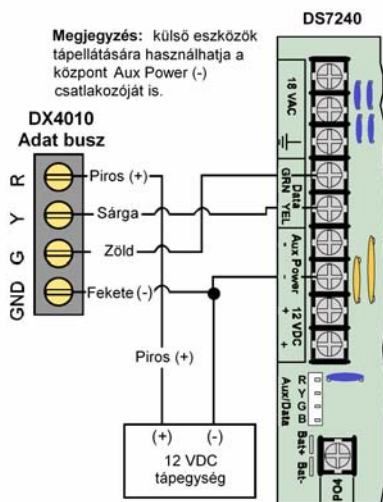 Megjegyzés: külső eszközök
tápellátására használhatja a
központ Aux Power (-)
csatlakozóját is.
DS7240
DX4010
Adat busz
R
Y
G
GND
Piros (+)
Sárga
Zöld
Fekete (-)
Piros (+)
(+) (-)
12 VDC
tápegység
18 VAC
Data
GRN
YEL
Aux Power
-
-
12 VDC
+
+
Aux/Data
R
Y
G
B
Bat+
Bat-
P04